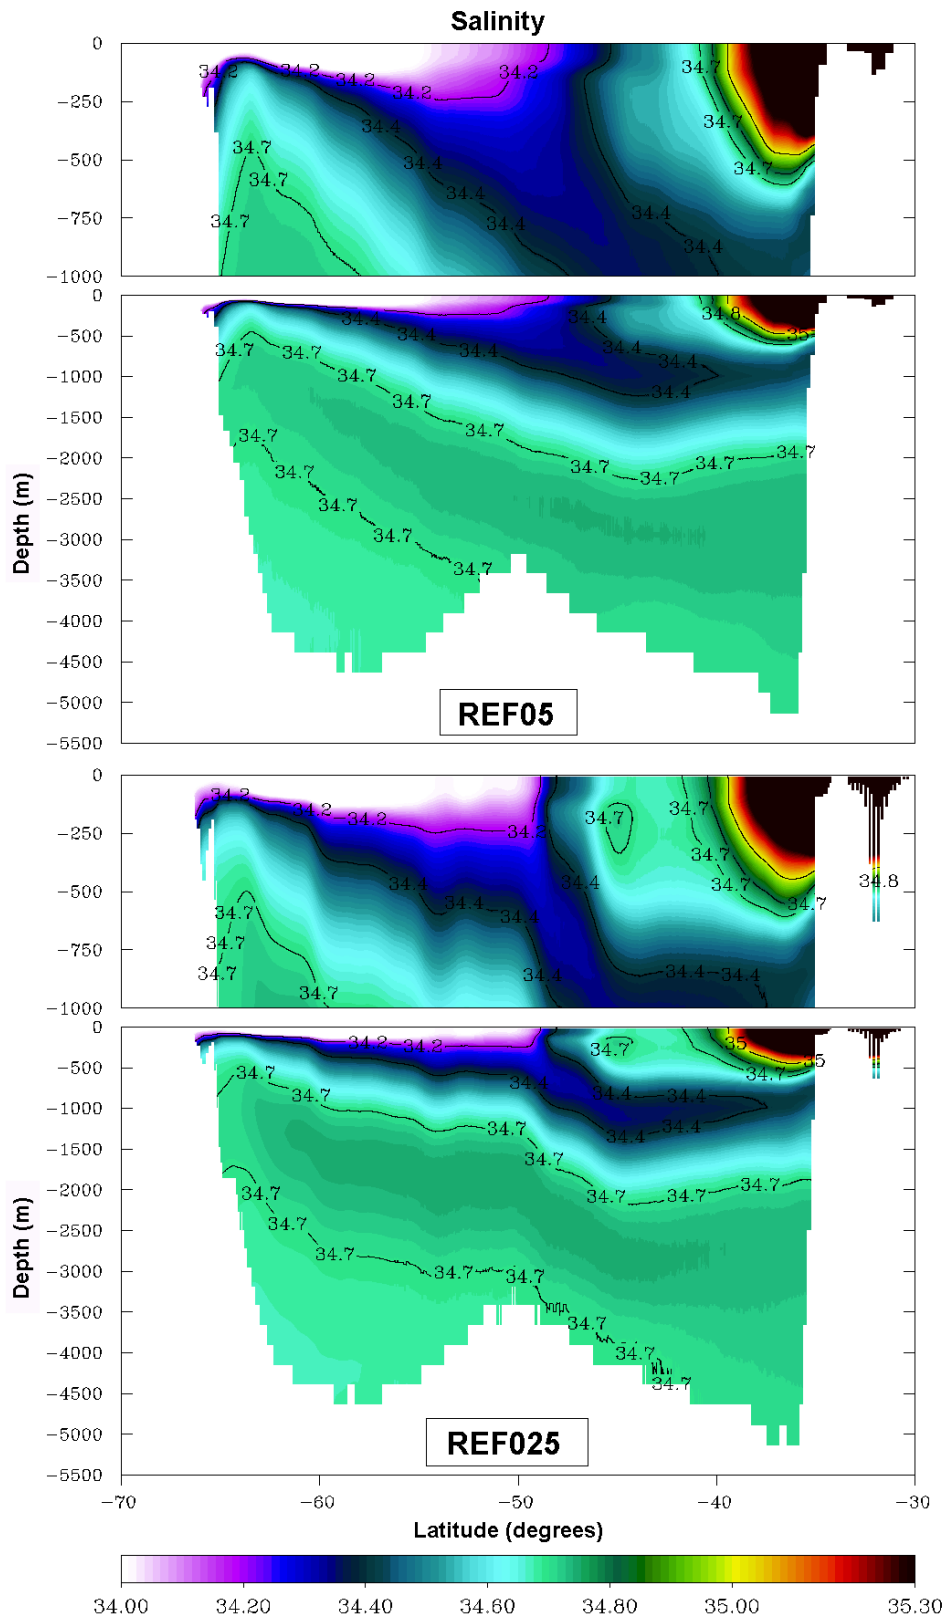 Salinity
0
−250
−500
−750
−1000
34.2 34.2 34.2 34.2 34.2
34.4 34.4 34.4 34.4 34.4 34.4
34.7 34.7 34.7 34.7 34.7 34.7
0
−500
−1000
−1500
−2000
−2500
−3000
−3500
−4000
−4500
−5000
−5500
Depth (m)
34.4 34.4 34.4 34.4 34.4 34.4 34.4
34.8 35
34.7 34.7 34.7 34.7 34.7 34.7 34.7 34.7 34.7
34.7 34.7 34.7 34.7 34.7
REF05
0
−250
−500
−750
−1000
34.2 34.2 34.2 34.2
34.4 34.4 34.4 34.4 34.4 34.4
34.7 34.7 34.7 34.7 34.7
34.7 34.7 34.7 34.7
34.8
0
−500
−1000
−1500
−2000
−2500
−3000
−3500
−4000
−4500
−5000
−5500
Depth (m)
34.2 34.2
34.7 35 35 34.7
34.4 34.4 34.4 34.4 34.4
34.7 34.7 34.7 34.7 34.7 34.7 34.7 34.7
34.7 34.7 34.7 34.7 34.7 34.7 34.7 34.7
REF025
−70 −60 −50 −40 −30
Latitude (degrees)
34.00 34.20 34.40 34.60 34.80 35.00 35.30